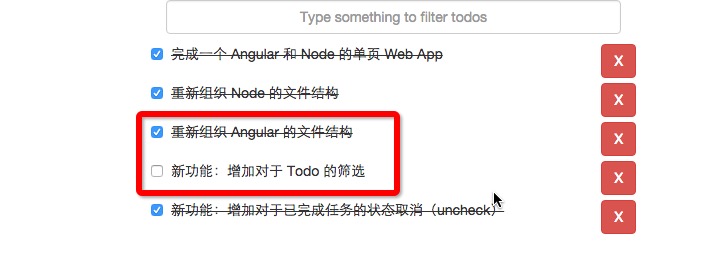 Type something to filter todos
完成一个 Angular 和 Node 的单页 Web App X
重新组织 Node 的文件结构 X
重新组织 Angular 的文件结构 X
新功能：增加对于 Todo 的筛选 X
新功能：增加对于已完成任务的状态取消（uncheck） X